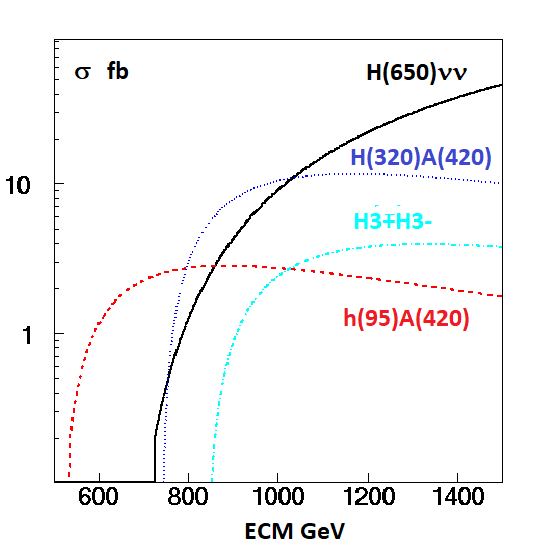 σ fb
H(650)νν
H(320)A(420)
10
H3+H3-
h(95)A(420)
1
600 800 1000 1200 1400
ECM GeV